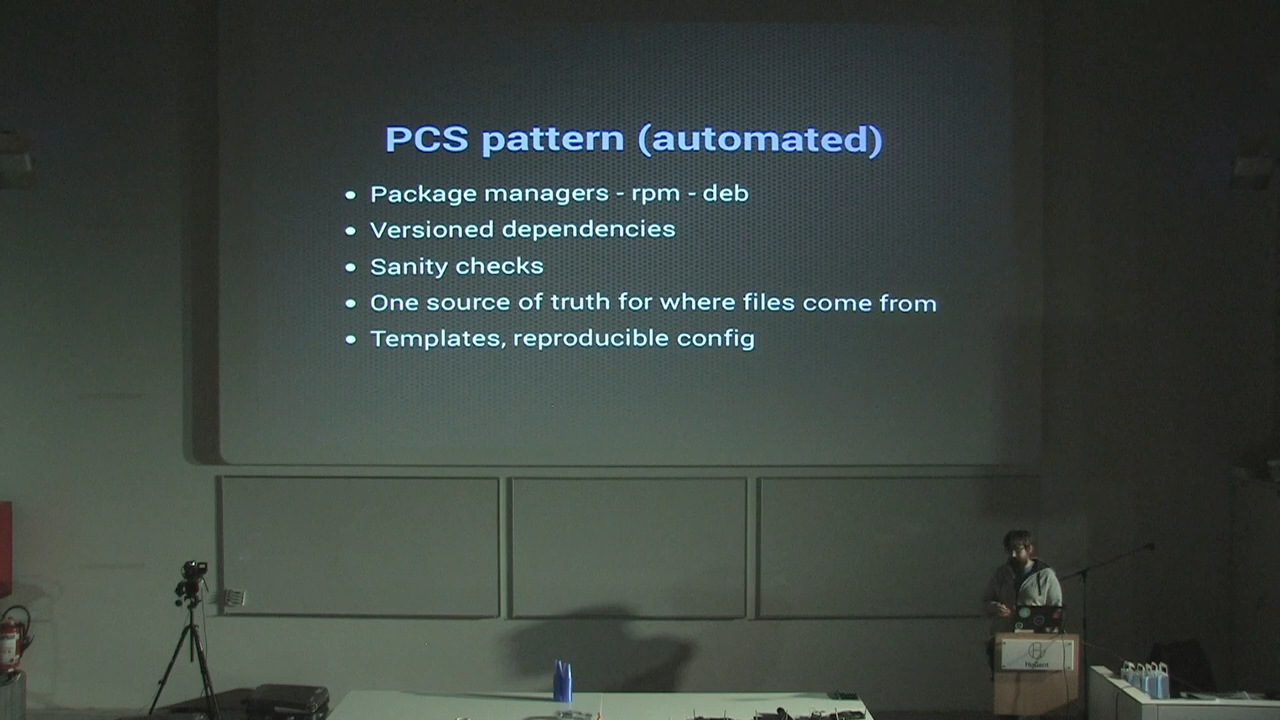 PCS pattern (automated)
• Package managers - rpm - deb
• Versioned dependencies
• Sanity checks
• One source of truth for where files come from
• Templates, reproducible config
HoGent